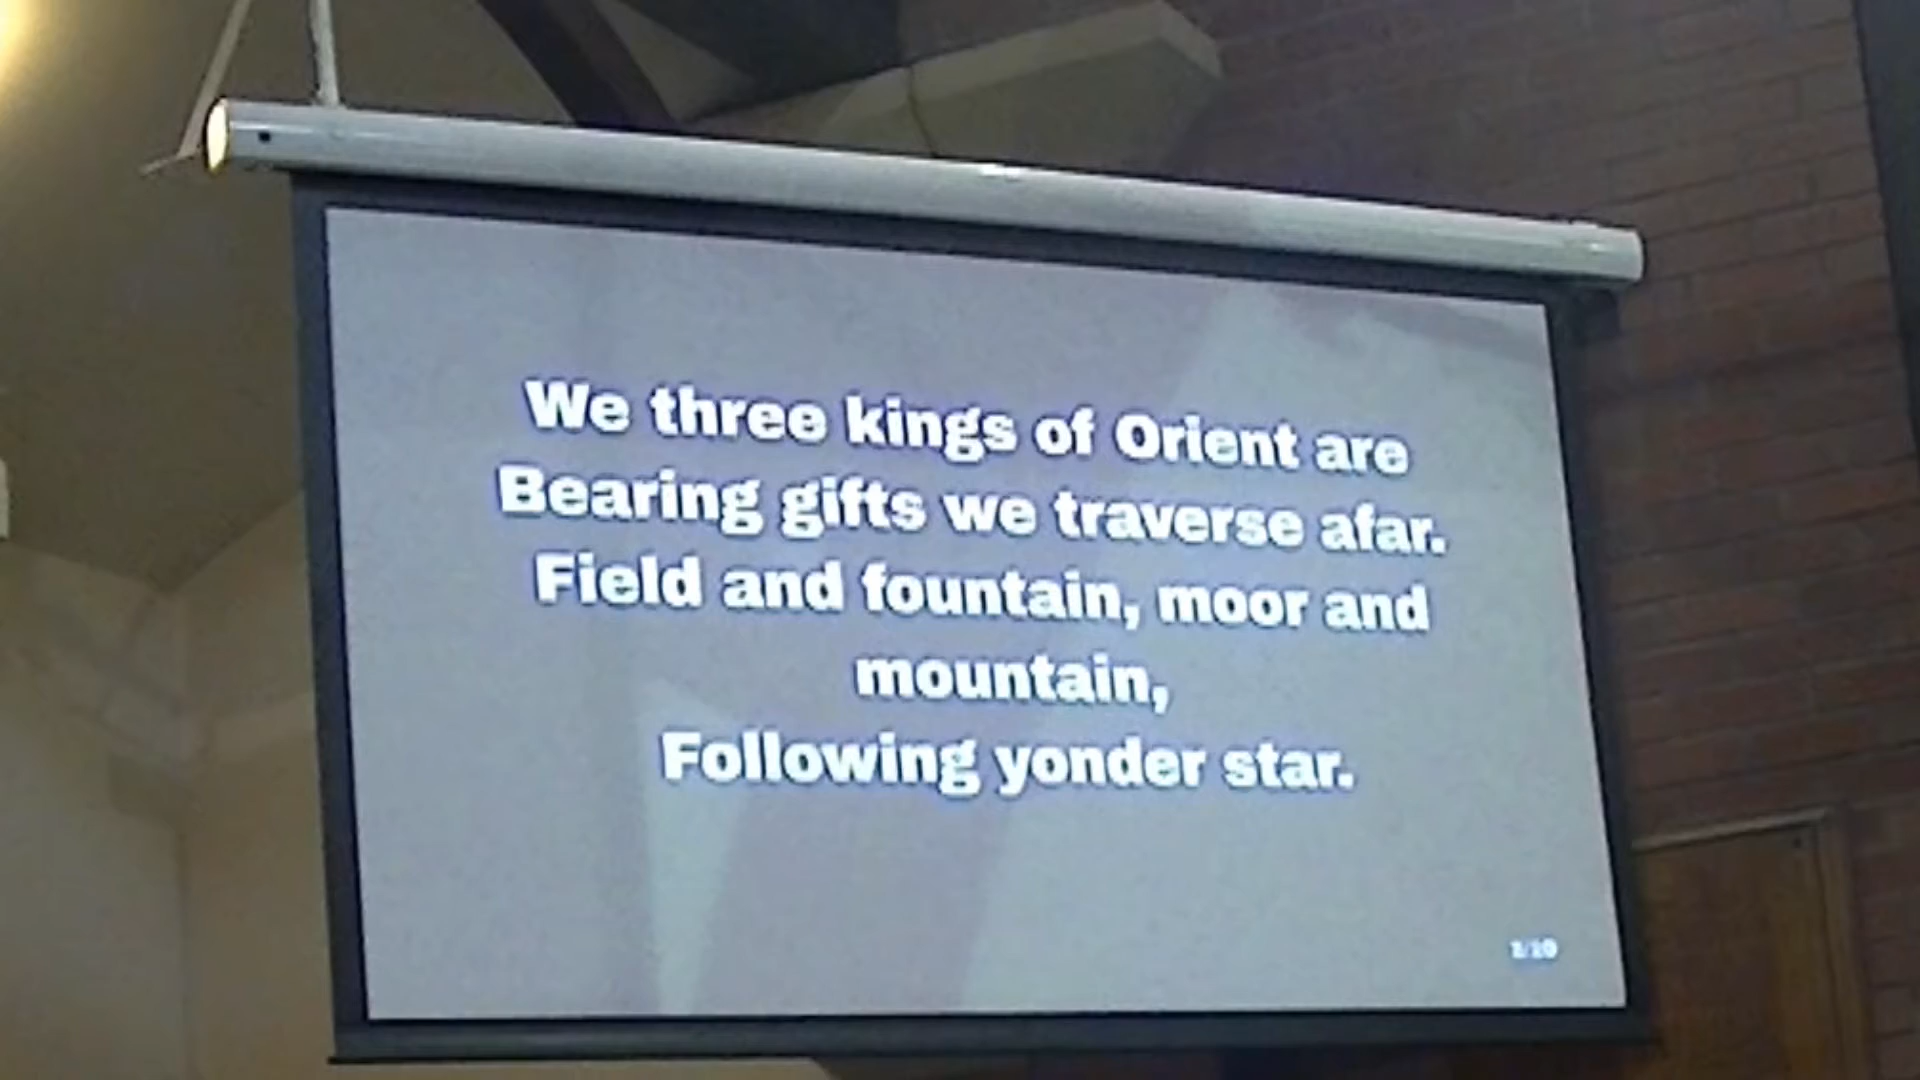 We three kings of Orient are
Bearing gifts we traverse afar.
Field and fountain, moor and
mountain,
Following yonder star.